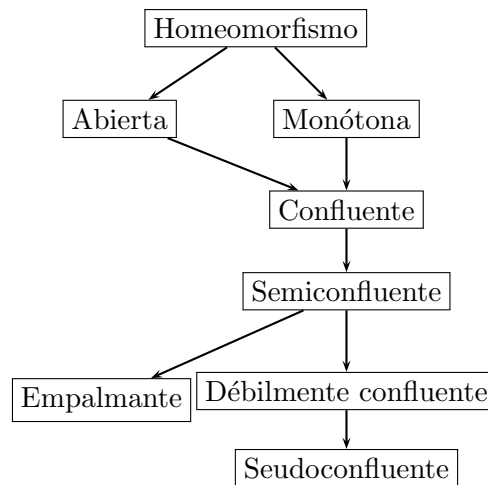 Homeomorfismo
Abierta
Monótona
Confluente
Semiconfluente
Empalmante
Débilmente confluente
Seudoconfluente